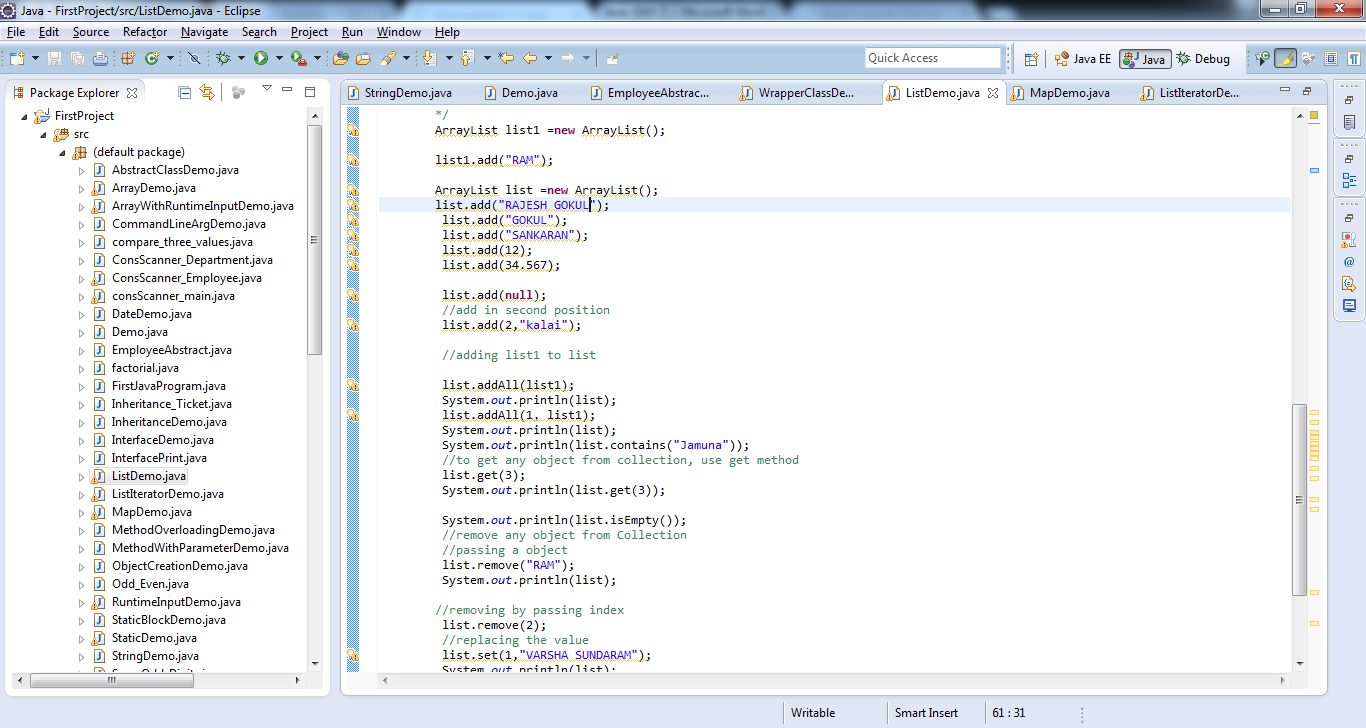 Java - FirstProject/src/ListDemo.java - Eclipse
File Edit Source Refactor Navigate Search Project Run Window Help
Quick Access
Java EE
Java
Debug
Package Explorer
StringDemo.java
Demo.java
EmployeeAbstrac...
WrapperClassDe...
ListDemo.java
MapDemo.java
ListIteratorDe...
FirstProject
src
(default package)
AbstractClassDemo.java
ArrayDemo.java
ArrayWithRuntimeInputDemo.java
CommandLineArgDemo.java
compare_three_values.java
ConsScanner_Department.java
ConsScanner_Employee.java
consScanner_main.java
DateDemo.java
Demo.java
EmployeeAbstract.java
factorial.java
FirstJavaProgram.java
Inheritance_Ticket.java
InheritanceDemo.java
InterfaceDemo.java
InterfacePrint.java
ListDemo.java
ListIteratorDemo.java
MapDemo.java
MethodOverloadingDemo.java
MethodWithParameterDemo.java
ObjectCreationDemo.java
Odd_Even.java
RuntimeInputDemo.java
StaticBlockDemo.java
StaticDemo.java
StringDemo.java
*/
ArrayList list1 =new ArrayList();
list1.add("RAM");
ArrayList list =new ArrayList();
list.add("RAJESH GOKUL");
list.add("GOKUL");
list.add("SANKARAN");
list.add(12);
list.add(34.567);
list.add(null);
//add in second position
list.add(2,"kalai");
//adding list1 to list
list.addAll(list1);
System.out.println(list);
list.addAll(1, list1);
System.out.println(list);
System.out.println(list.contains("Jamuna"));
//to get any object from collection, use get method
list.get(3);
System.out.println(list.get(3));
System.out.println(list.isEmpty());
//remove any object from Collection
//passing a object
list.remove("RAM");
System.out.println(list);
//removing by passing index
list.remove(2);
//replacing the value
list.set(1,"VARSHA SUNDARAM");
System.out.println(list);
Writable
Smart Insert
61 : 31